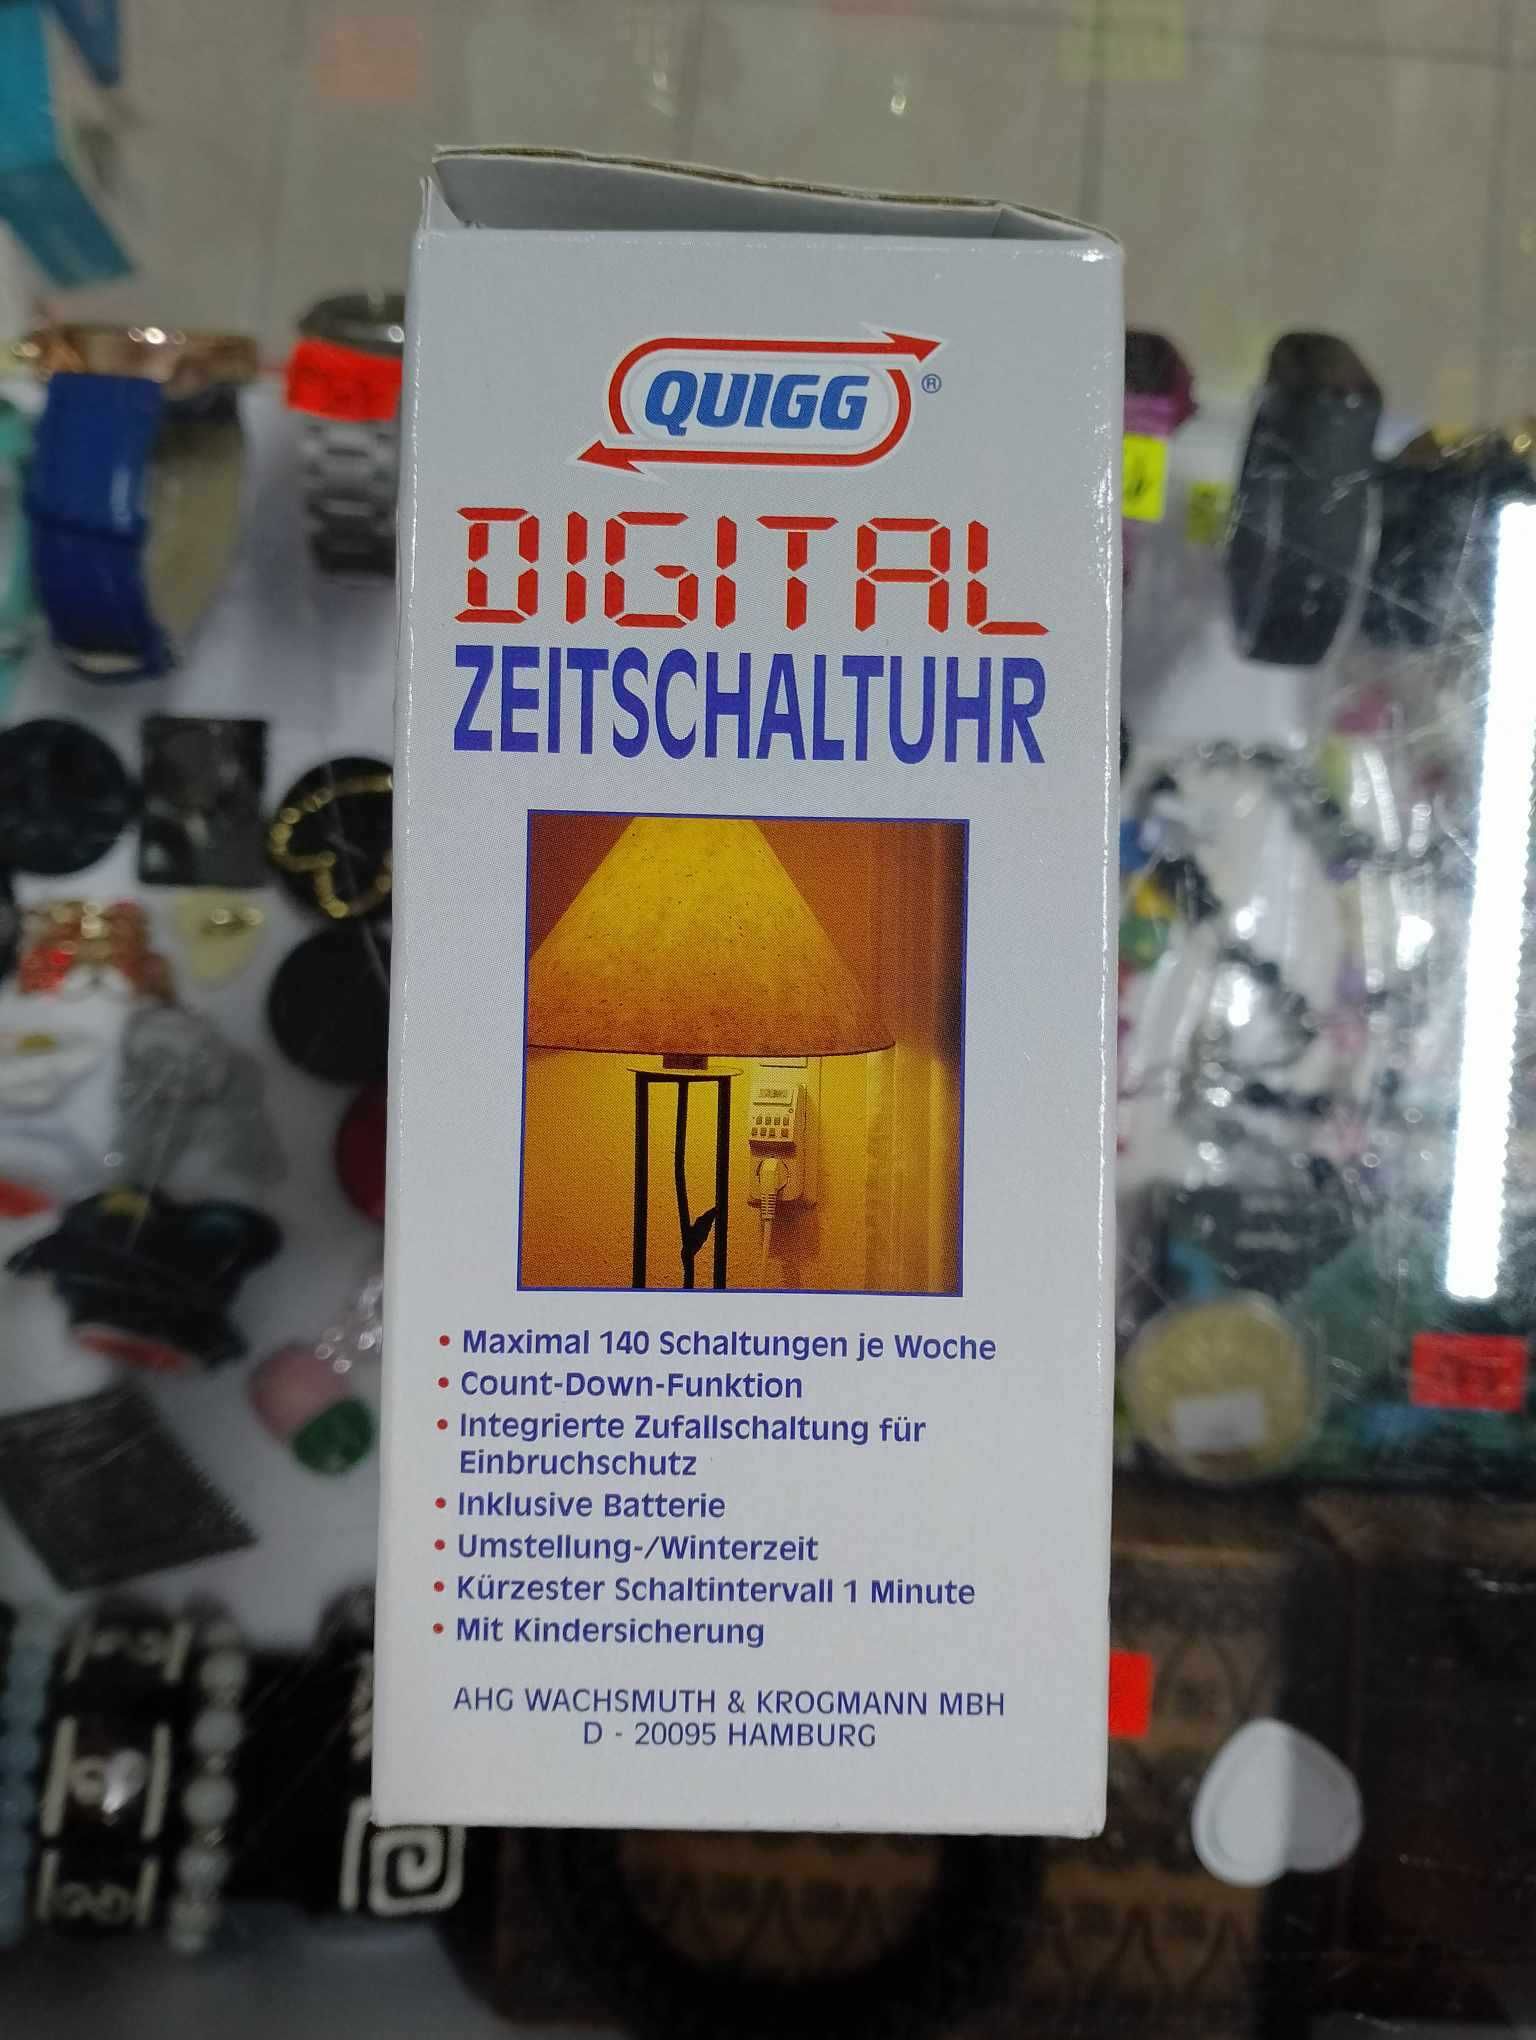 QUIGG®
DIGITAL
ZEITSCHALTUHR
• Maximal 140 Schaltungen je Woche
• Count-Down-Funktion
• Integrierte Zufallschaltung für
Einbruchschutz
• Inklusive Batterie
• Umstellung-/Winterzeit
• Kürzester Schaltintervall 1 Minute
• Mit Kindersicherung
AHG WACHSMUTH & KROGMANN MBH
D - 20095 HAMBURG